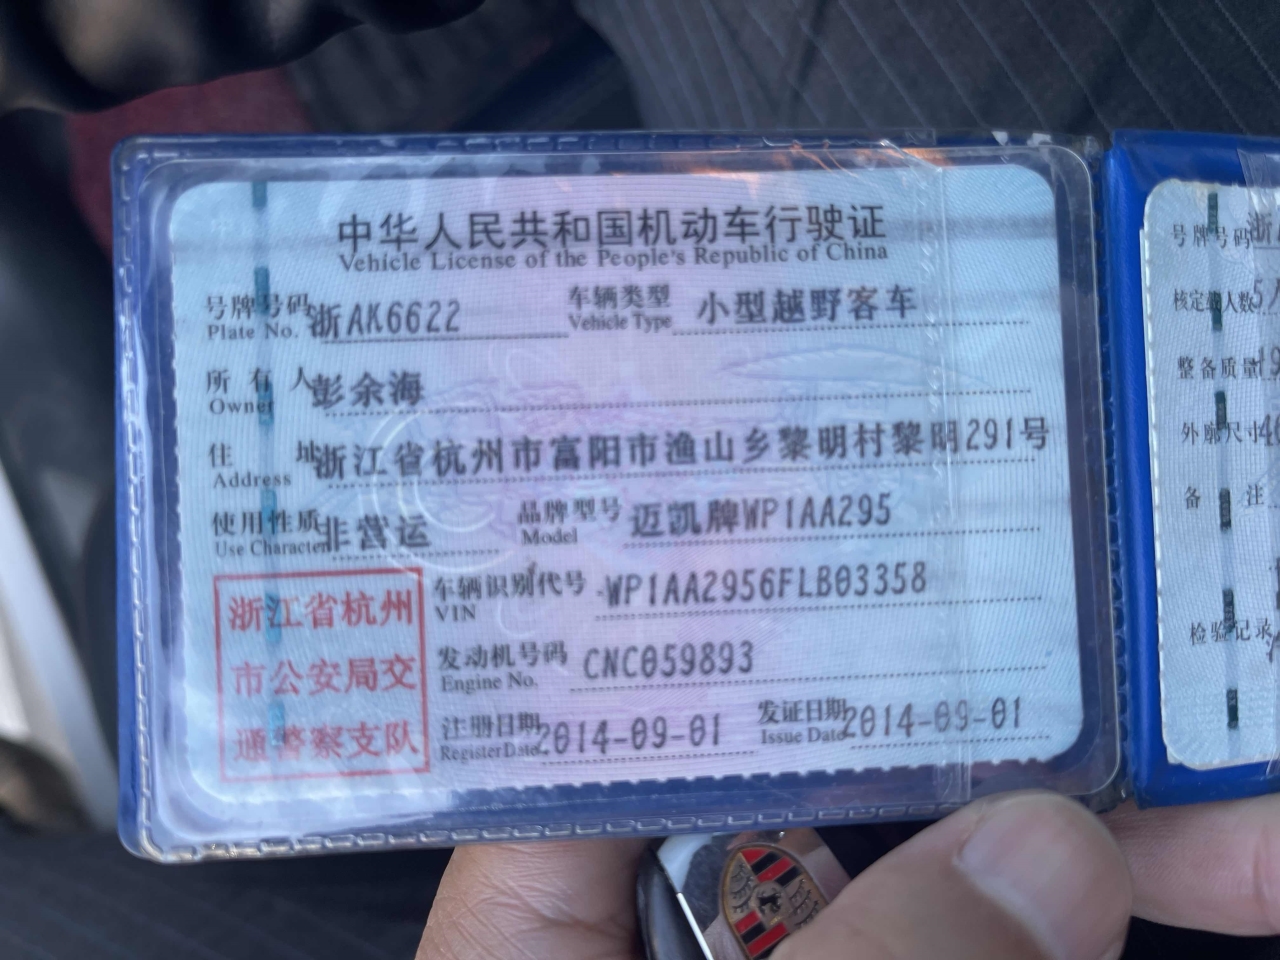 中华人民共和国机动车行驶证
Vehicle License of the People's Republic of China
号牌号码 浙AK6622 车辆类型 小型越野客车
Plate No. Vehicle Type
所有人 彭余海
Owner
住址 浙江省杭州市富阳市渔山乡黎明村黎明291号
Address
使用性质 非营运 品牌型号 迈凯牌WP1AA295
Use Character Model
车辆识别代号 WP1AA2956FLB03358
VIN
发动机号码 CNC059893
Engine No.
注册日期 2014-09-01 发证日期 2014-09-01
Register Date Issue Date
浙江省杭州
市公安局交
通警察支队
号牌号码 浙
核定载人数 5
整备质量
外廓尺寸
备注
检验记录